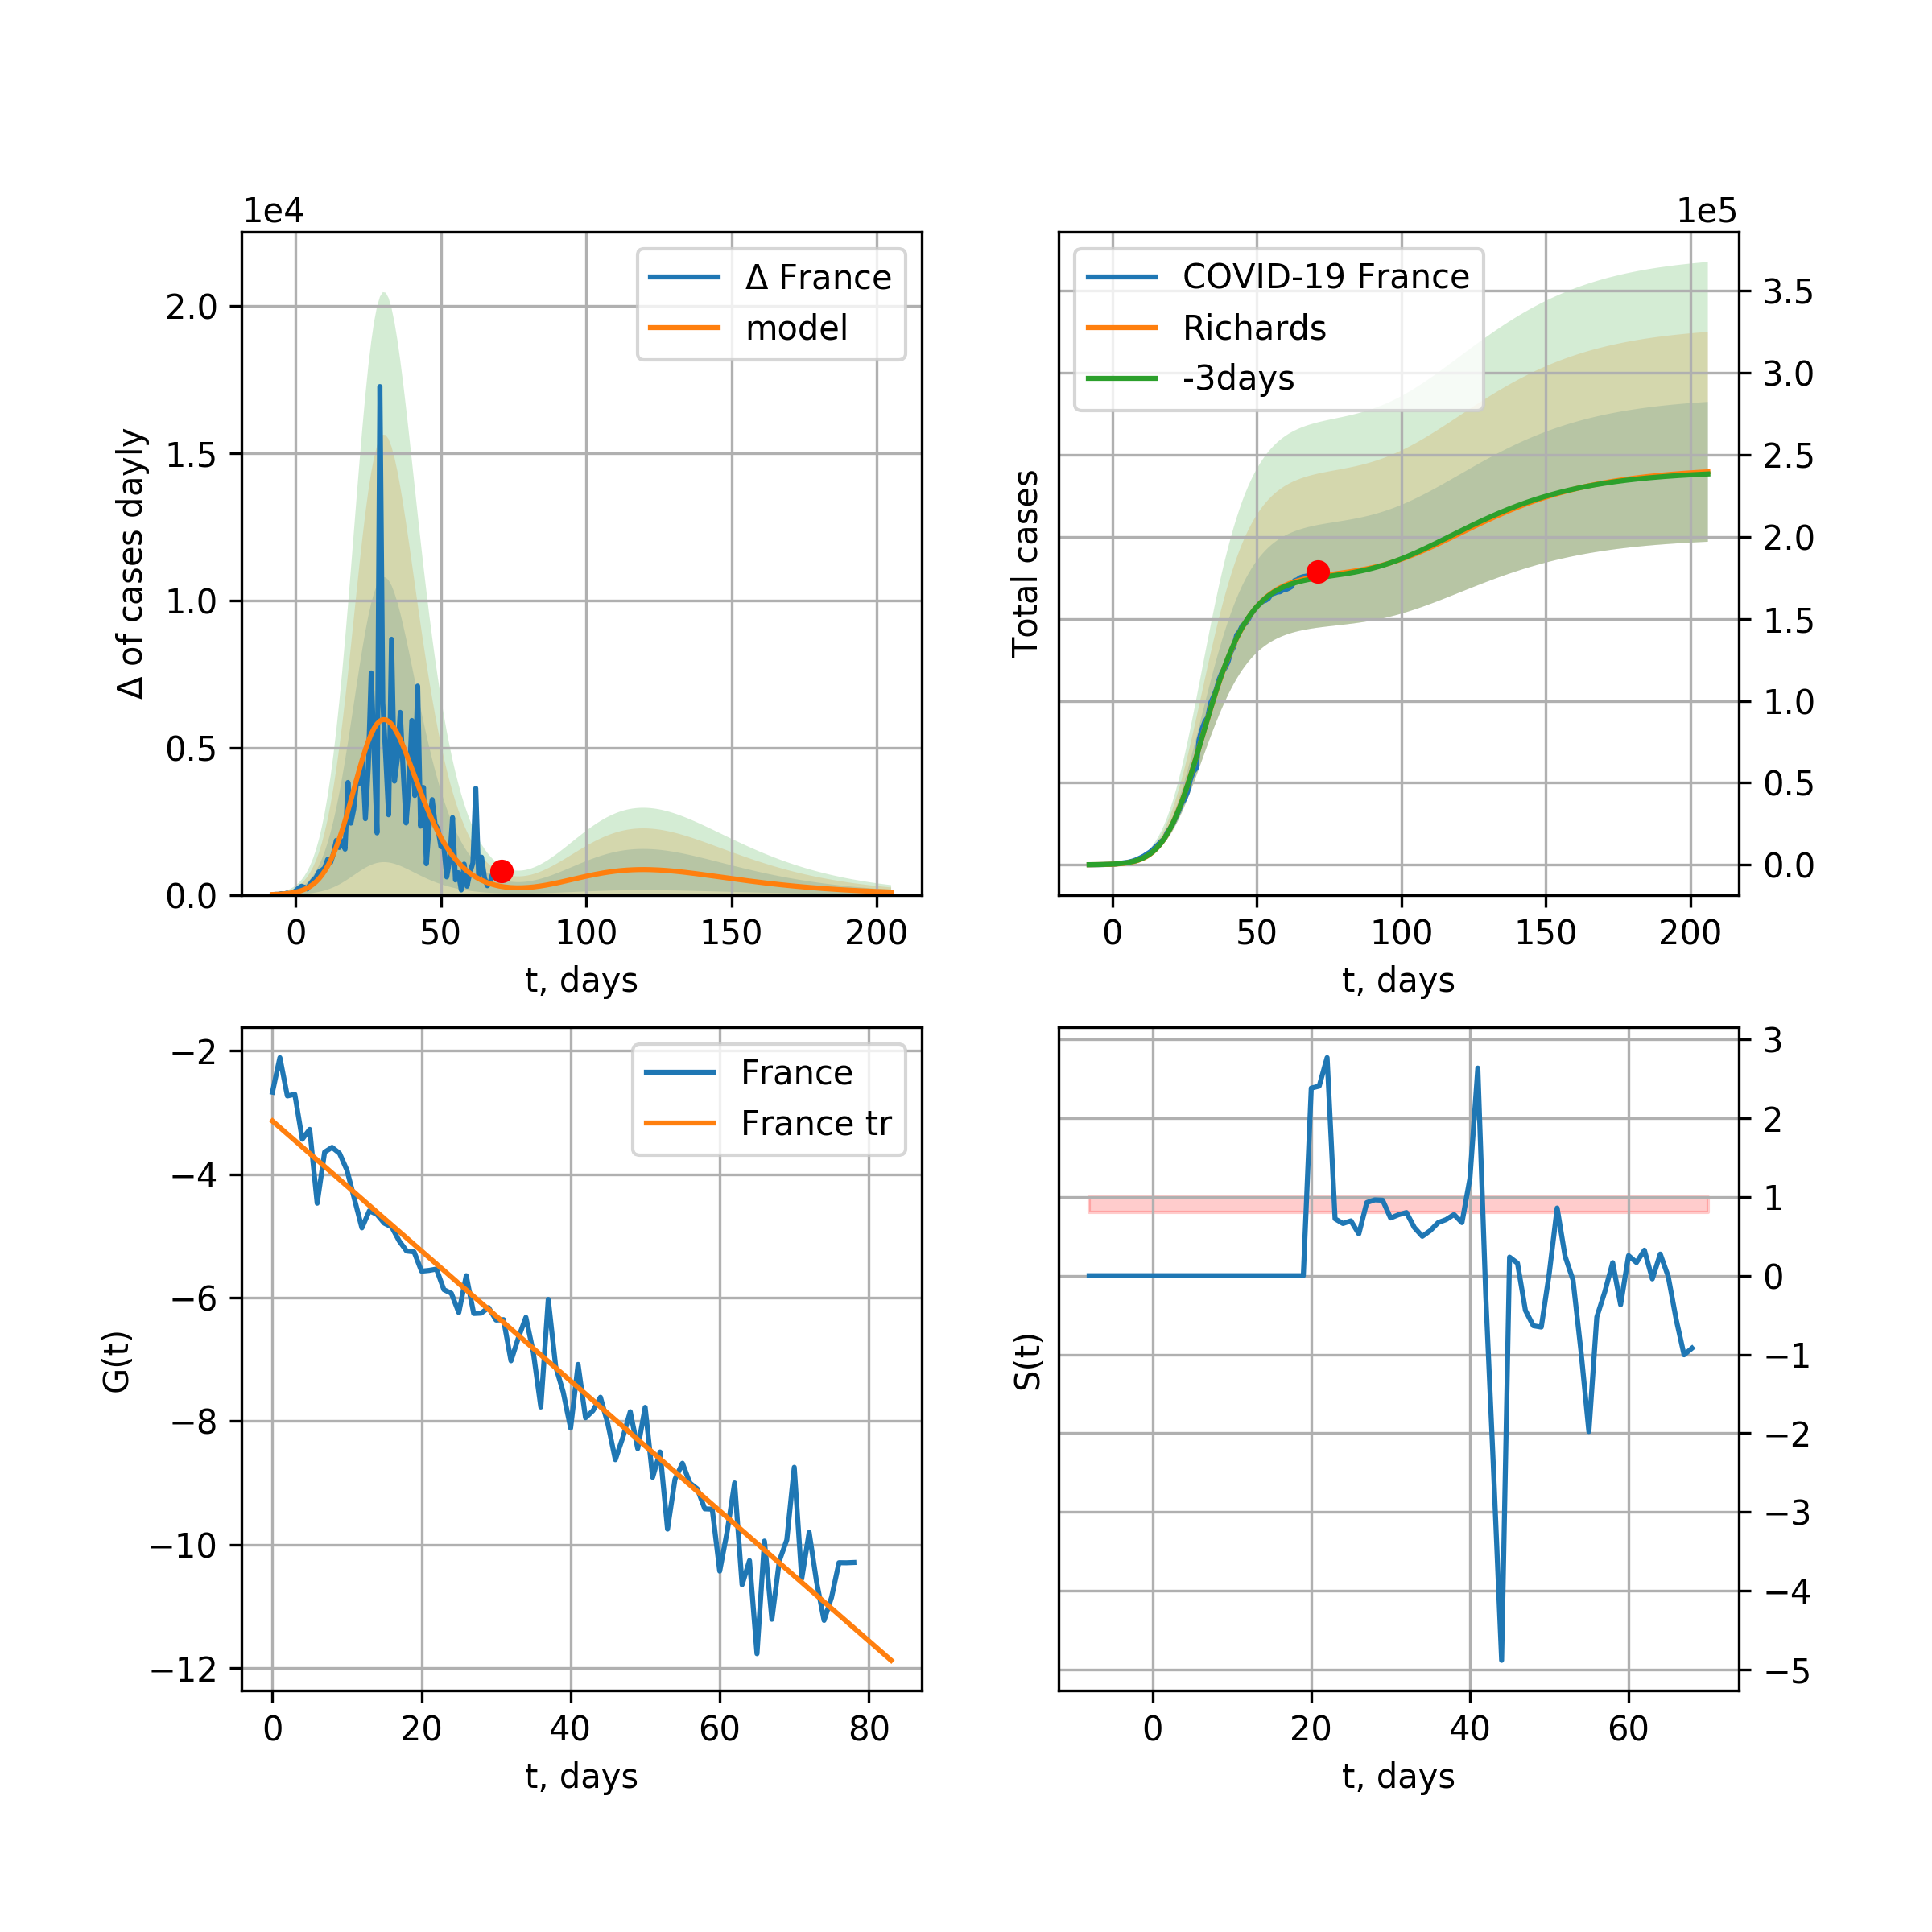 1e4
Δ France
model
2.0
1.5
1.0
0.5
0.0
Δ of cases dayly
0 50 100 150 200
t, days
1e5
COVID-19 France
Richards
-3days
3.5
3.0
2.5
2.0
1.5
1.0
0.5
0.0
Total cases
0 50 100 150 200
t, days
France
France tr
−2
−4
−6
−8
−10
−12
G(t)
0 20 40 60 80
t, days
3
2
1
0
−1
−2
−3
−4
−5
S(t)
0 20 40 60
t, days